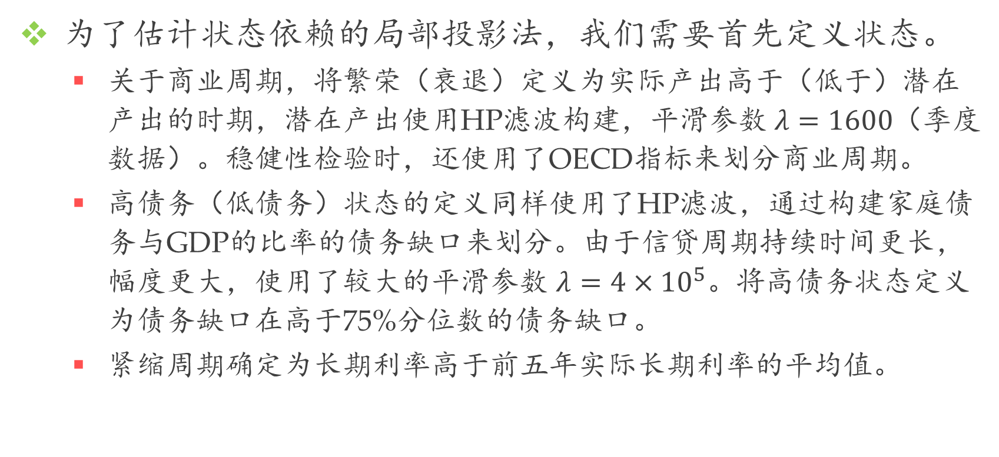 为了估计状态依赖的局部投影法，我们需要首先定义状态。
关于商业周期，将繁荣（衰退）定义为实际产出高于（低于）潜在
产出的时期，潜在产出使用HP滤波构建，平滑参数 λ = 1600（季度
数据）。稳健性检验时，还使用了OECD指标来划分商业周期。
高债务（低债务）状态的定义同样使用了HP滤波，通过构建家庭债
务与GDP的比率的债务缺口来划分。由于信贷周期持续时间更长，
幅度更大，使用了较大的平滑参数 λ = 4 × 10⁵。将高债务状态定义
为债务缺口在高于75%分位数的债务缺口。
紧缩周期确定为长期利率高于前五年实际长期利率的平均值。